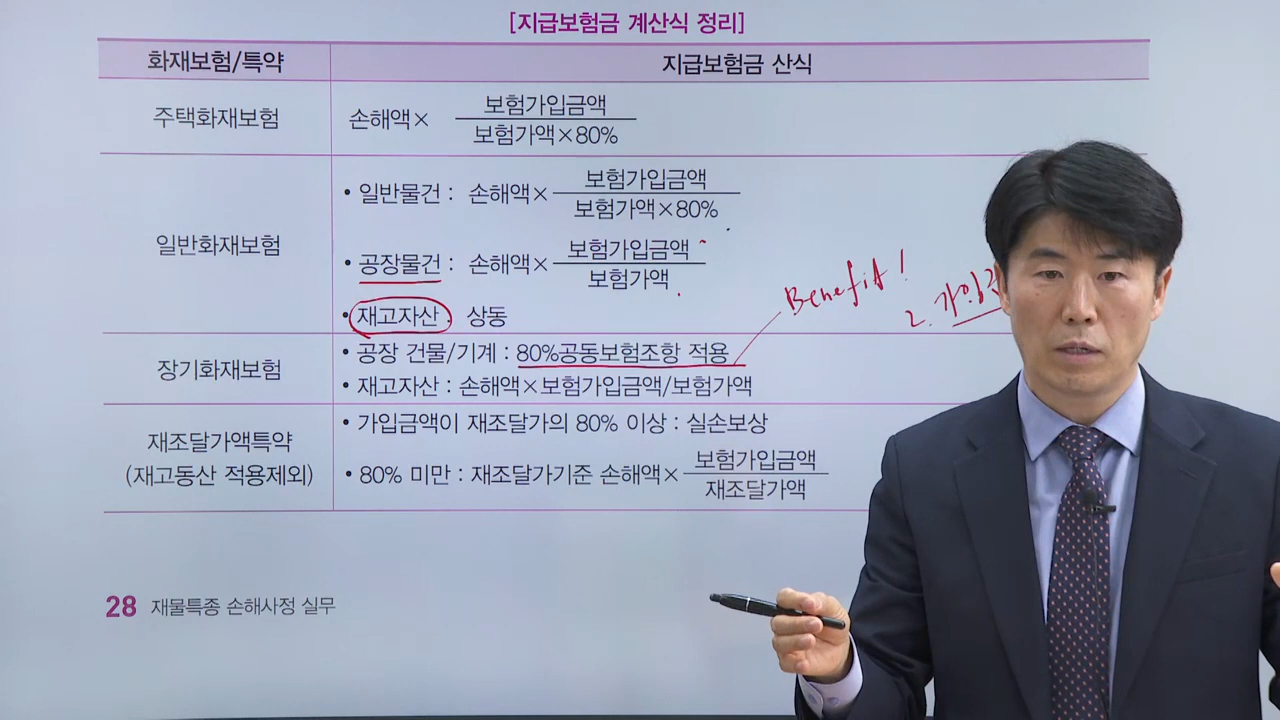 [지급보험금 계산식 정리]
화재보험/특약 지급보험금 산식
주택화재보험 손해액× 보험가입금액
보험가액×80%
일반화재보험
• 일반물건 : 손해액× 보험가입금액
보험가액×80%
• 공장물건 : 손해액× 보험가입금액
보험가액
• 재고자산 상동
Benefit!
2. 가입
장기화재보험
• 공장 건물/기계 : 80%공동보험조항 적용
• 재고자산 : 손해액×보험가입금액/보험가액
재조달가액특약
(재고동산 적용제외)
• 가입금액이 재조달가의 80% 이상 : 실손보상
• 80% 미만 : 재조달가기준 손해액× 보험가입금액
재조달가액
28 재물특종 손해사정 실무